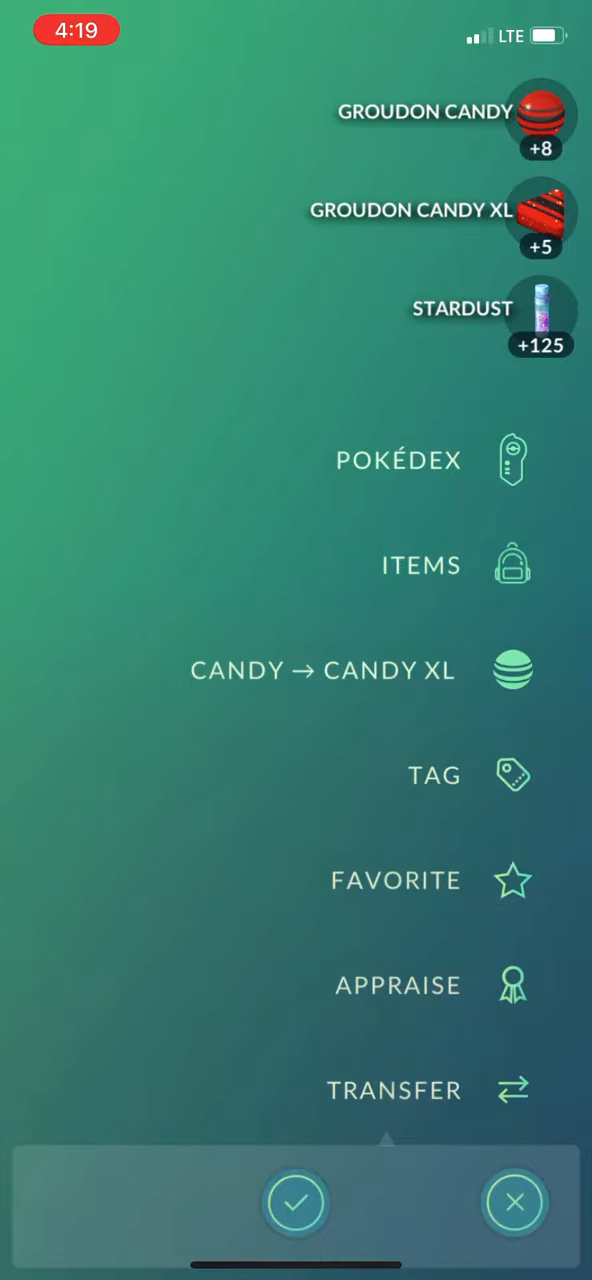 4:19
LTE
GROUDON CANDY
+8
GROUDON CANDY XL
+5
STARDUST
+125
POKÉDEX
ITEMS
CANDY → CANDY XL
TAG
FAVORITE
APPRAISE
TRANSFER